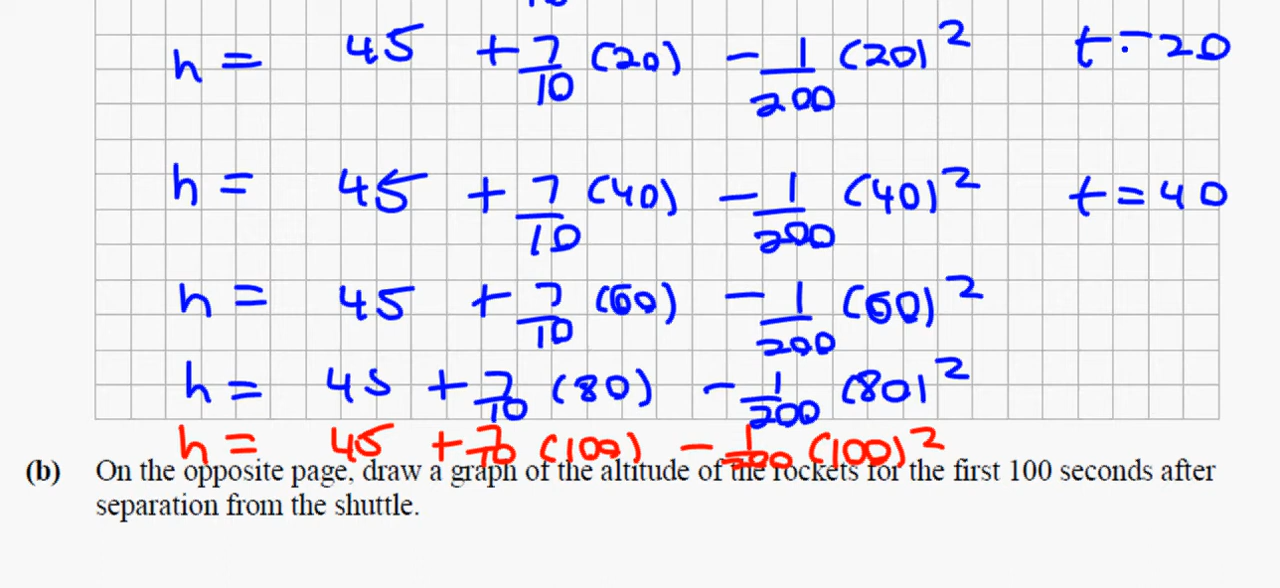 h = 45 + 7/10 (20) - 1/200 (20)² t = 20
h = 45 + 7/10 (40) - 1/200 (40)² t = 40
h = 45 + 7/10 (60) - 1/200 (60)²
h = 45 + 7/10 (80) - 1/200 (80)²
h = 45 + 7/10 (100) - 1/200 (100)²
(b) On the opposite page, draw a graph of the altitude of the rockets for the first 100 seconds after
separation from the shuttle.